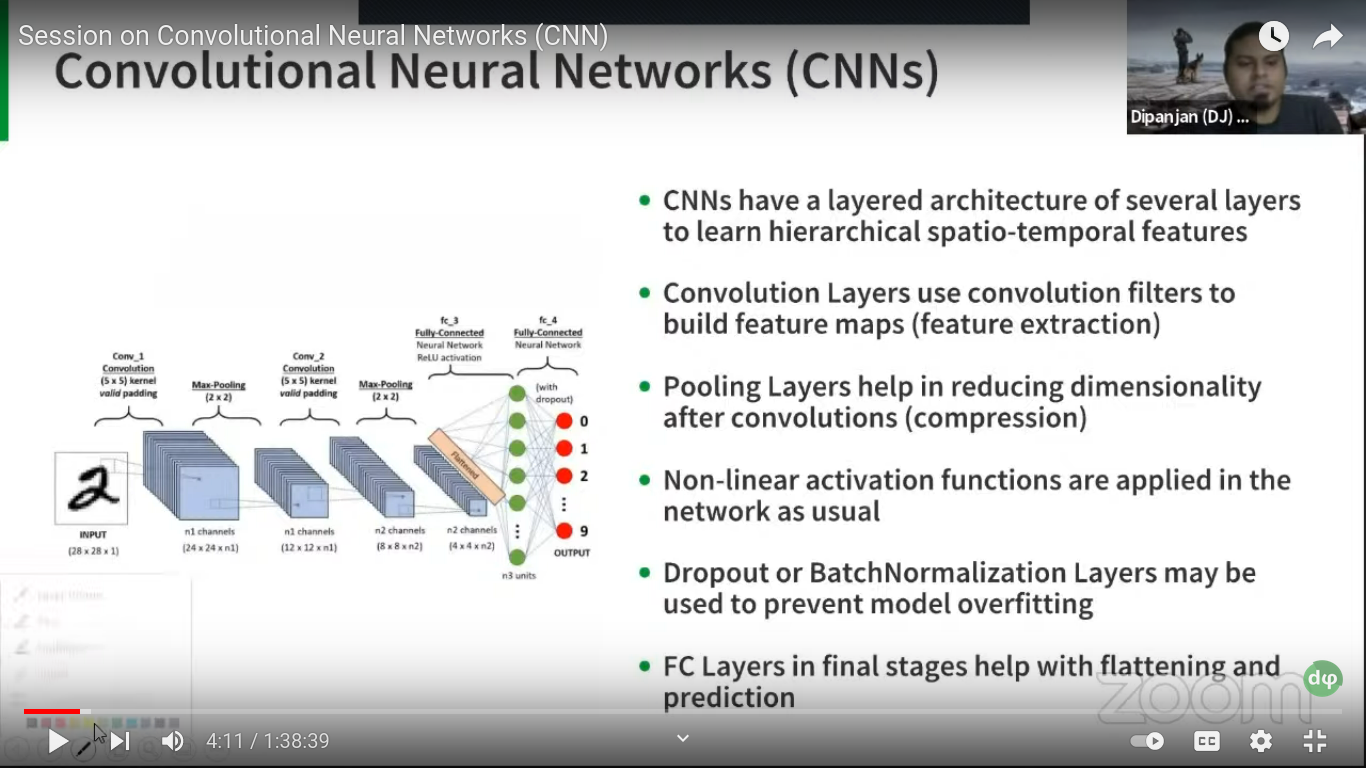 Session on Convolutional Neural Networks (CNN)
Convolutional Neural Networks (CNNs)
Dipanjan (DJ) ...
CNNs have a layered architecture of several layers
to learn hierarchical spatio-temporal features
Convolution Layers use convolution filters to
build feature maps (feature extraction)
Pooling Layers help in reducing dimensionality
after convolutions (compression)
Non-linear activation functions are applied in the
network as usual
Dropout or BatchNormalization Layers may be
used to prevent model overfitting
FC Layers in final stages help with flattening and
prediction
fc_3
Fully-Connected
Neural Network
ReLU activation
fc_4
Fully-Connected
Neural Network
(with
dropout)
Conv_1
Convolution
(5 x 5) kernel
valid padding
Max-Pooling
(2 x 2)
Conv_2
Convolution
(5 x 5) kernel
valid padding
Max-Pooling
(2 x 2)
Flattened
0
1
2
9
OUTPUT
INPUT
(28 x 28 x 1)
n1 channels
(24 x 24 x n1)
n1 channels
(12 x 12 x n1)
n2 channels
(8 x 8 x n2)
n2 channels
(4 x 4 x n2)
n3 units
zoom
dφ
4:11 / 1:38:39
CC